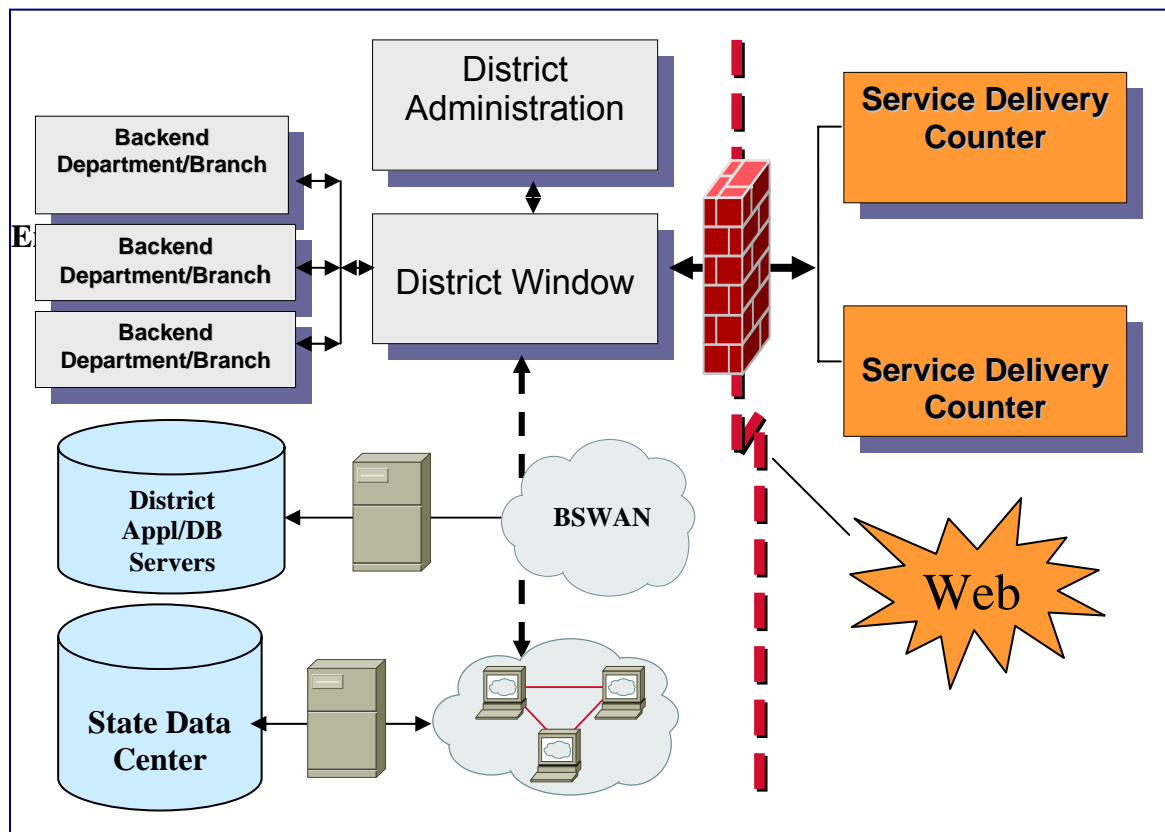 District
Administration
Service Delivery
Counter
Backend
Department/Branch
Backend
Department/Branch
District Window
Backend
Department/Branch
Service Delivery
Counter
District
Appl/DB
Servers
BSWAN
Web
State Data
Center